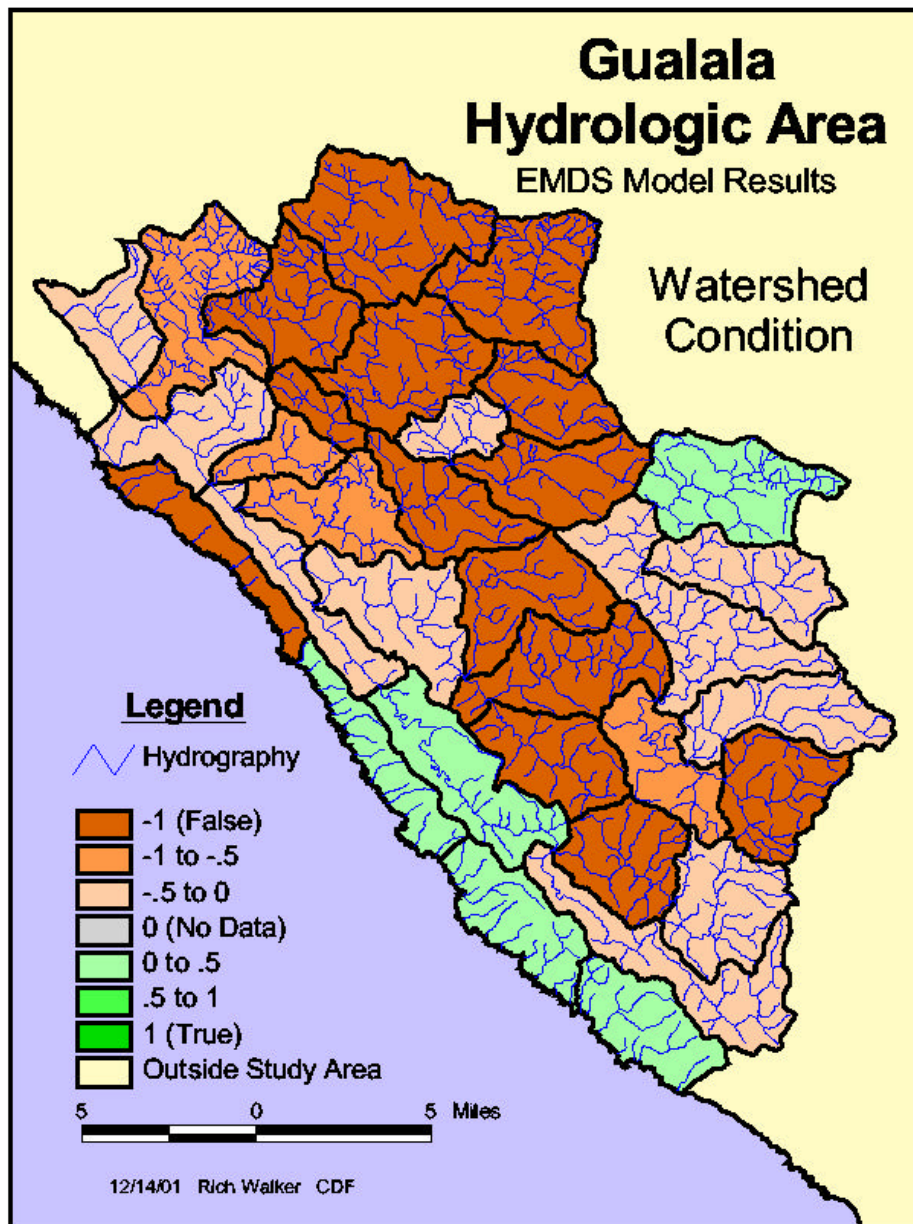 Gualala
Hydrologic Area
EMDS Model Results
Watershed
Condition
Legend
Hydrography
-1 (False)
-1 to -.5
-.5 to 0
0 (No Data)
0 to .5
.5 to 1
1 (True)
Outside Study Area
5 0 5 Miles
12/14/01 Rich Walker CDF